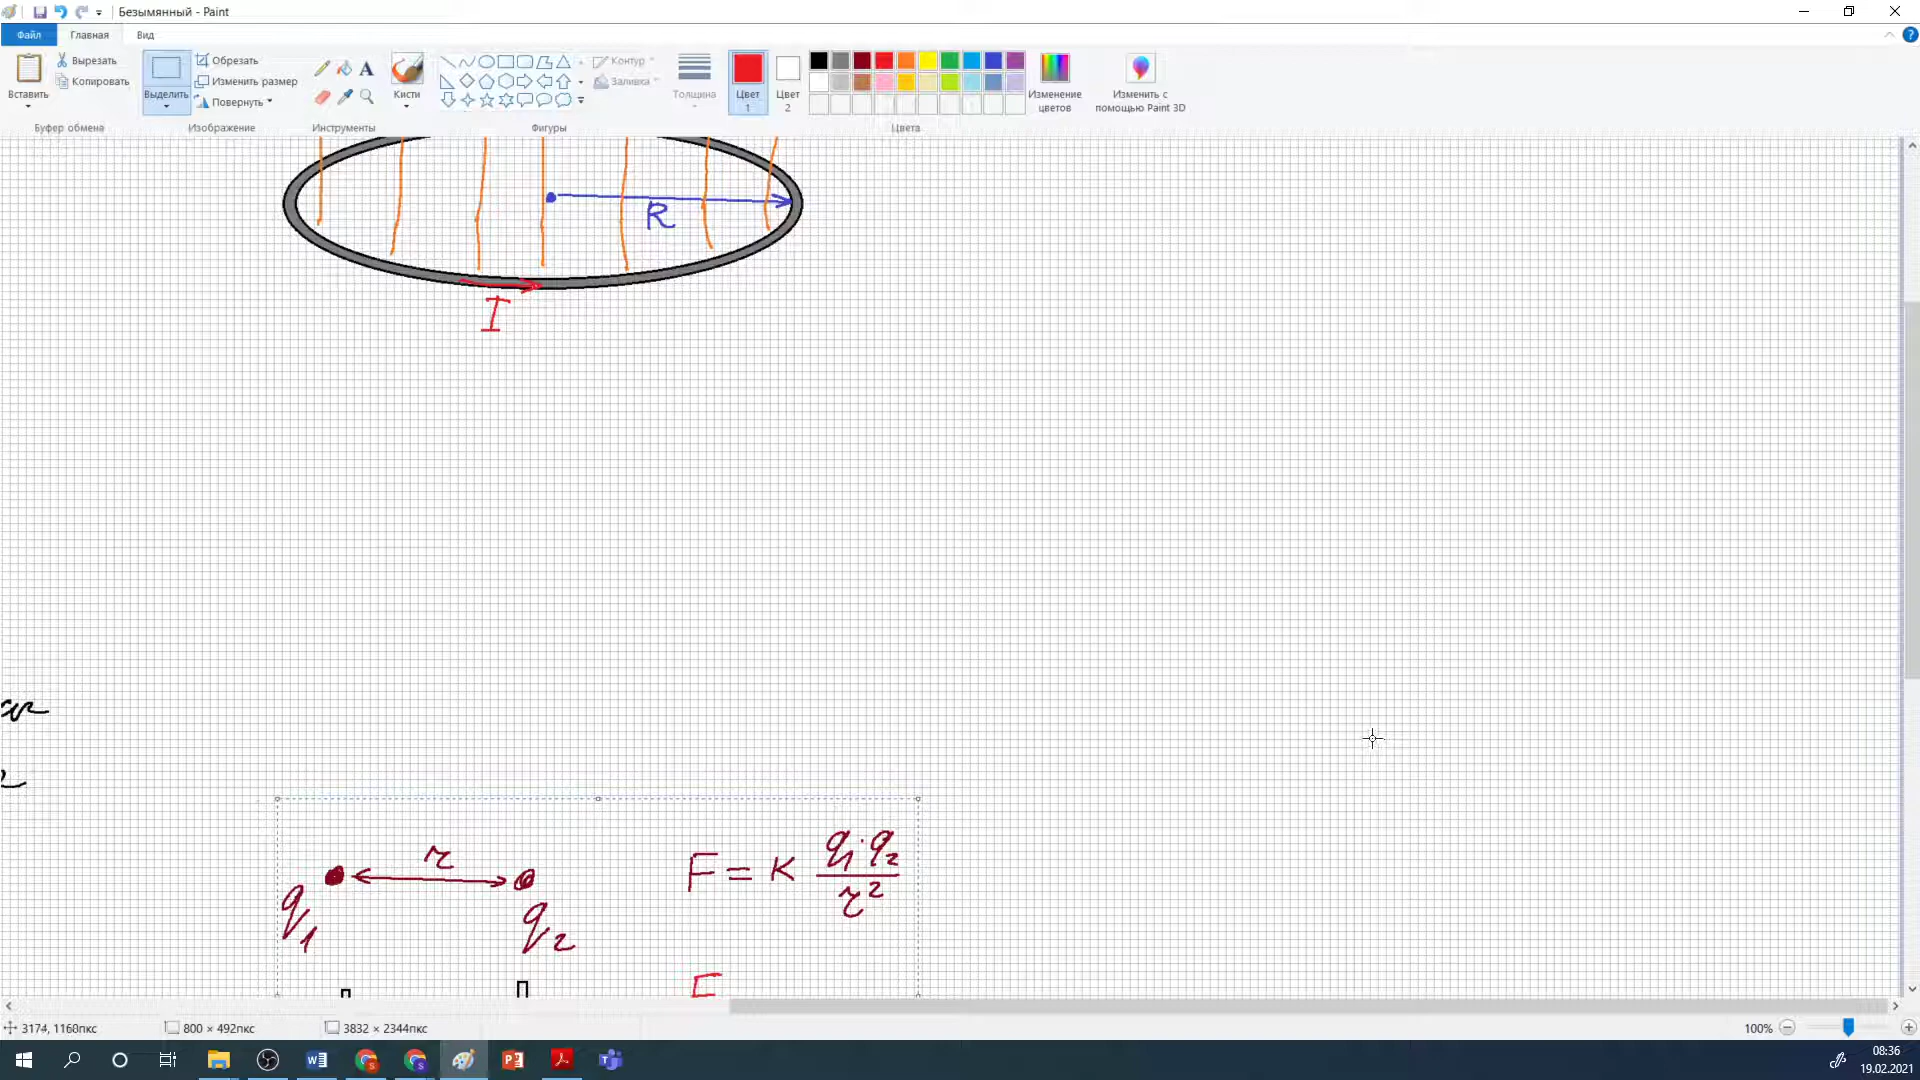 Безымянный - Paint
Файл Главная Вид
Вставить
Вырезать
Копировать
Буфер обмена
Выделить
Обрезать
Изменить размер
Повернуть
Изображение
A
Инструменты
Кисти
Контур
Заливка
Фигуры
Толщина
Цвет 1
Цвет 2
Цвета
Изменение цветов
Изменить с помощью Paint 3D
R
I
r
q1
q2
F = K q1·q2 / r²
F
3174, 1160пкс
800 × 492пкс
3832 × 2344пкс
100%
08:36
19.02.2021